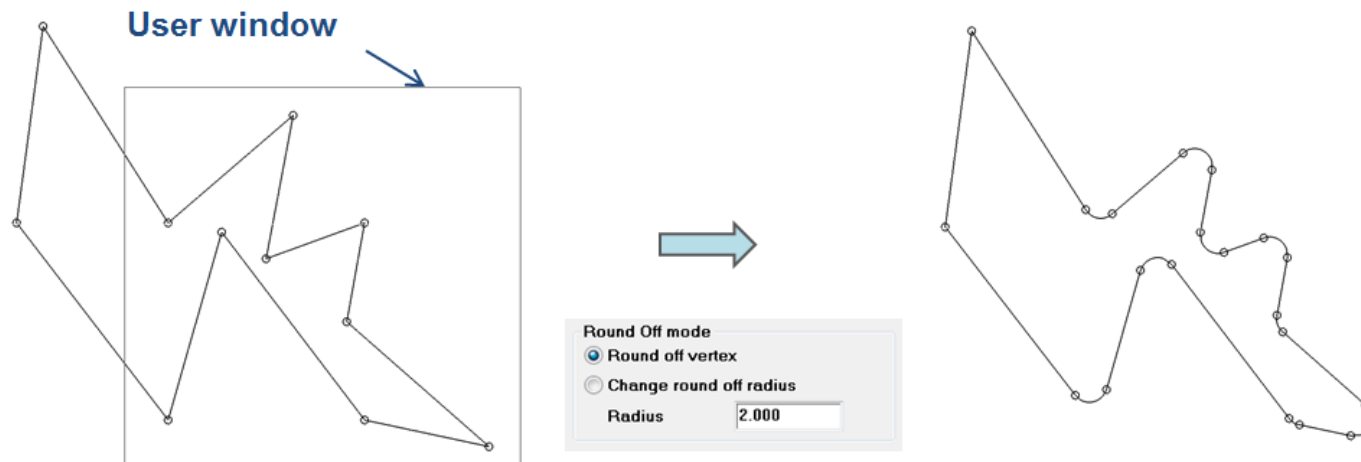 User window
Round Off mode
Round off vertex
Change round off radius
Radius 2.000